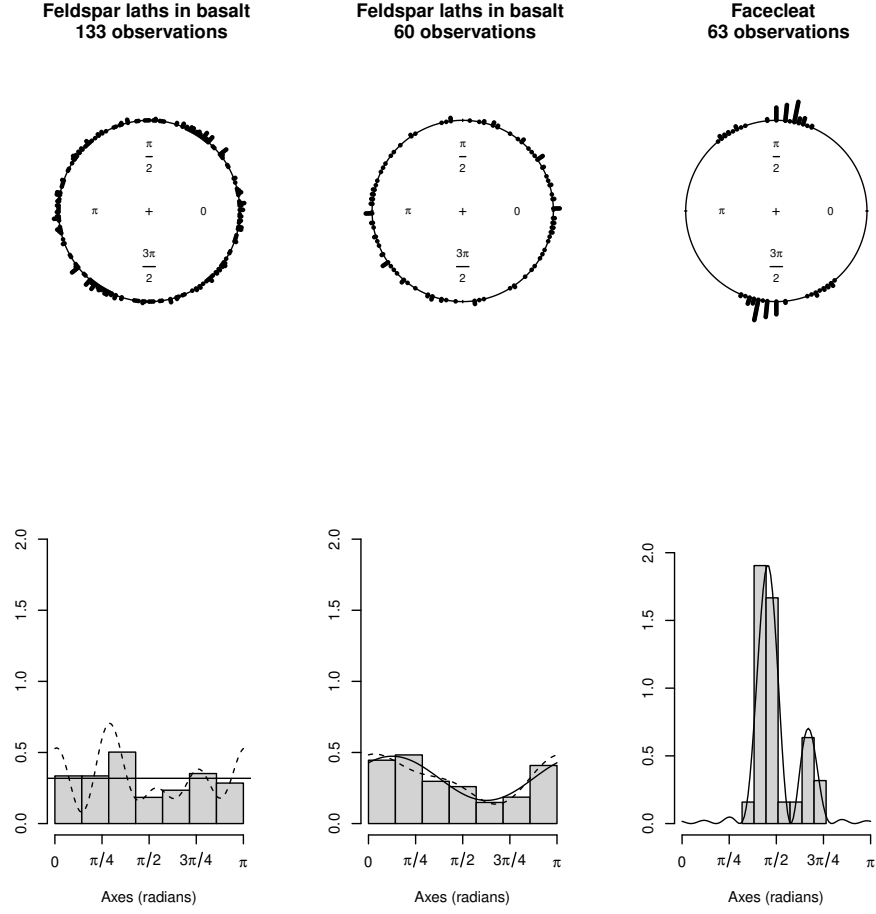 Feldspar laths in basalt
133 observations
Feldspar laths in basalt
60 observations
Facecleat
63 observations
π
2
π
+
0
3π
2
π
2
π
+
0
3π
2
π
2
π
+
0
3π
2
0.0 0.5 1.0 1.5 2.0
0 π/4 π/2 3π/4 π
Axes (radians)
0.0 0.5 1.0 1.5 2.0
0 π/4 π/2 3π/4 π
Axes (radians)
0.0 0.5 1.0 1.5 2.0
0 π/4 π/2 3π/4 π
Axes (radians)